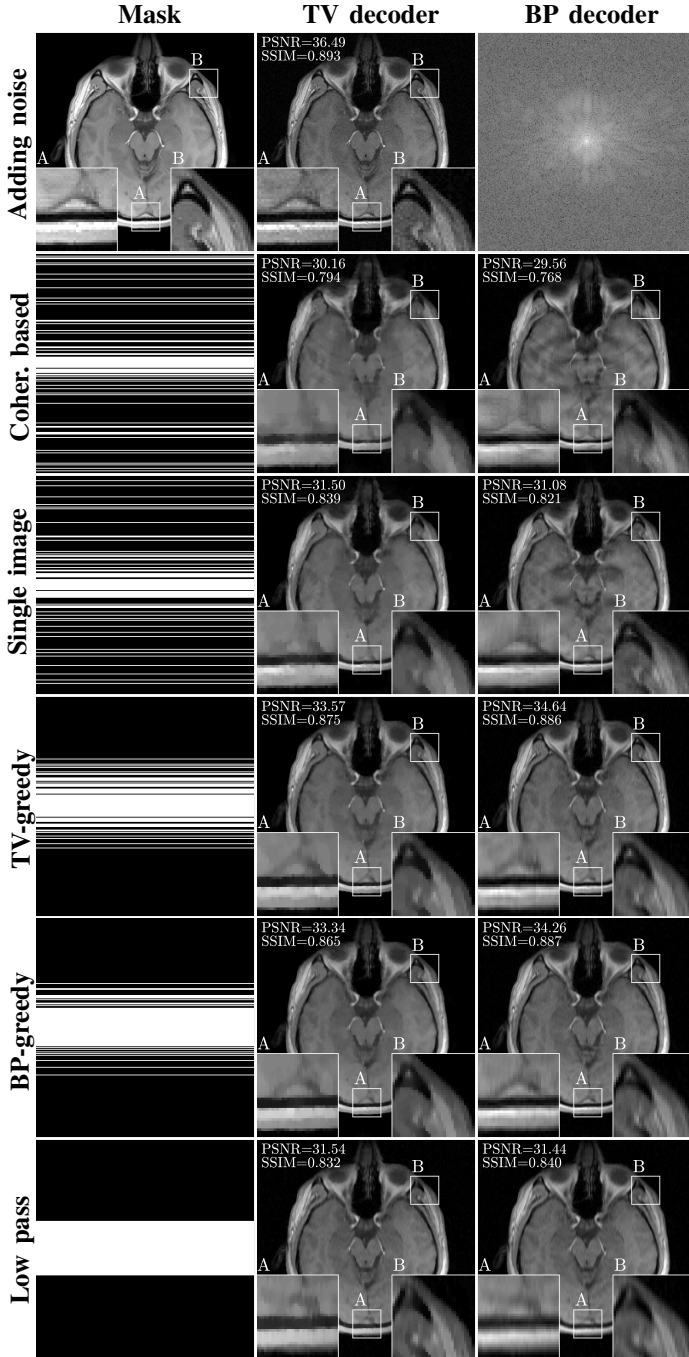 Mask TV decoder BP decoder
Adding noise
B
A B
A
PSNR=36.49
SSIM=0.893
B
A B
A
Coher. based
PSNR=30.16
SSIM=0.794
B
A B
A
PSNR=29.56
SSIM=0.768
B
A B
A
Single image
PSNR=31.50
SSIM=0.839
B
A B
A
PSNR=31.08
SSIM=0.821
B
A B
A
TV-greedy
PSNR=33.57
SSIM=0.875
B
A B
A
PSNR=34.64
SSIM=0.886
B
A B
A
BP-greedy
PSNR=33.34
SSIM=0.865
B
A B
A
PSNR=34.26
SSIM=0.887
B
A B
A
Low pass
PSNR=31.54
SSIM=0.832
B
A B
A
PSNR=31.44
SSIM=0.840
B
A B
A